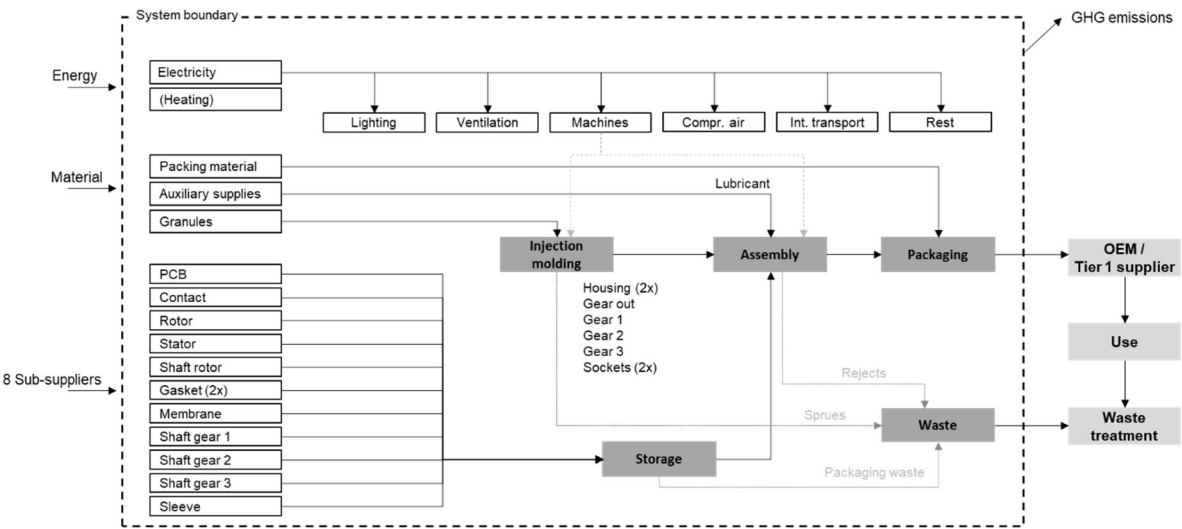 System boundary
GHG emissions
Energy
Electricity
(Heating)
Lighting
Ventilation
Machines
Compr. air
Int. transport
Rest
Material
Packing material
Auxiliary supplies
Granules
Lubricant
Injection
molding
Assembly
Packaging
OEM /
Tier 1 supplier
Housing (2x)
Gear out
Gear 1
Gear 2
Gear 3
Sockets (2x)
8 Sub-suppliers
PCB
Contact
Rotor
Stator
Shaft rotor
Gasket (2x)
Membrane
Shaft gear 1
Shaft gear 2
Shaft gear 3
Sleeve
Use
Rejects
Sprues
Waste
Waste
treatment
Storage
Packaging waste